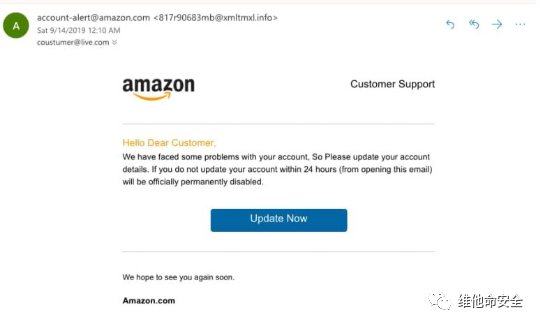 A
account-alert@amazon.com <817r90683mb@xmltmxl.info>
Sat 9/14/2019 12:10 AM
coustumer@live.com
amazon
Customer Support
Hello Dear Customer,
We have faced some problems with your account, So Please update your account
details. If you do not update your account within 24 hours (from opening this email)
will be officially permanently disabled.
Update Now
We hope to see you again soon.
Amazon.com
维他命安全